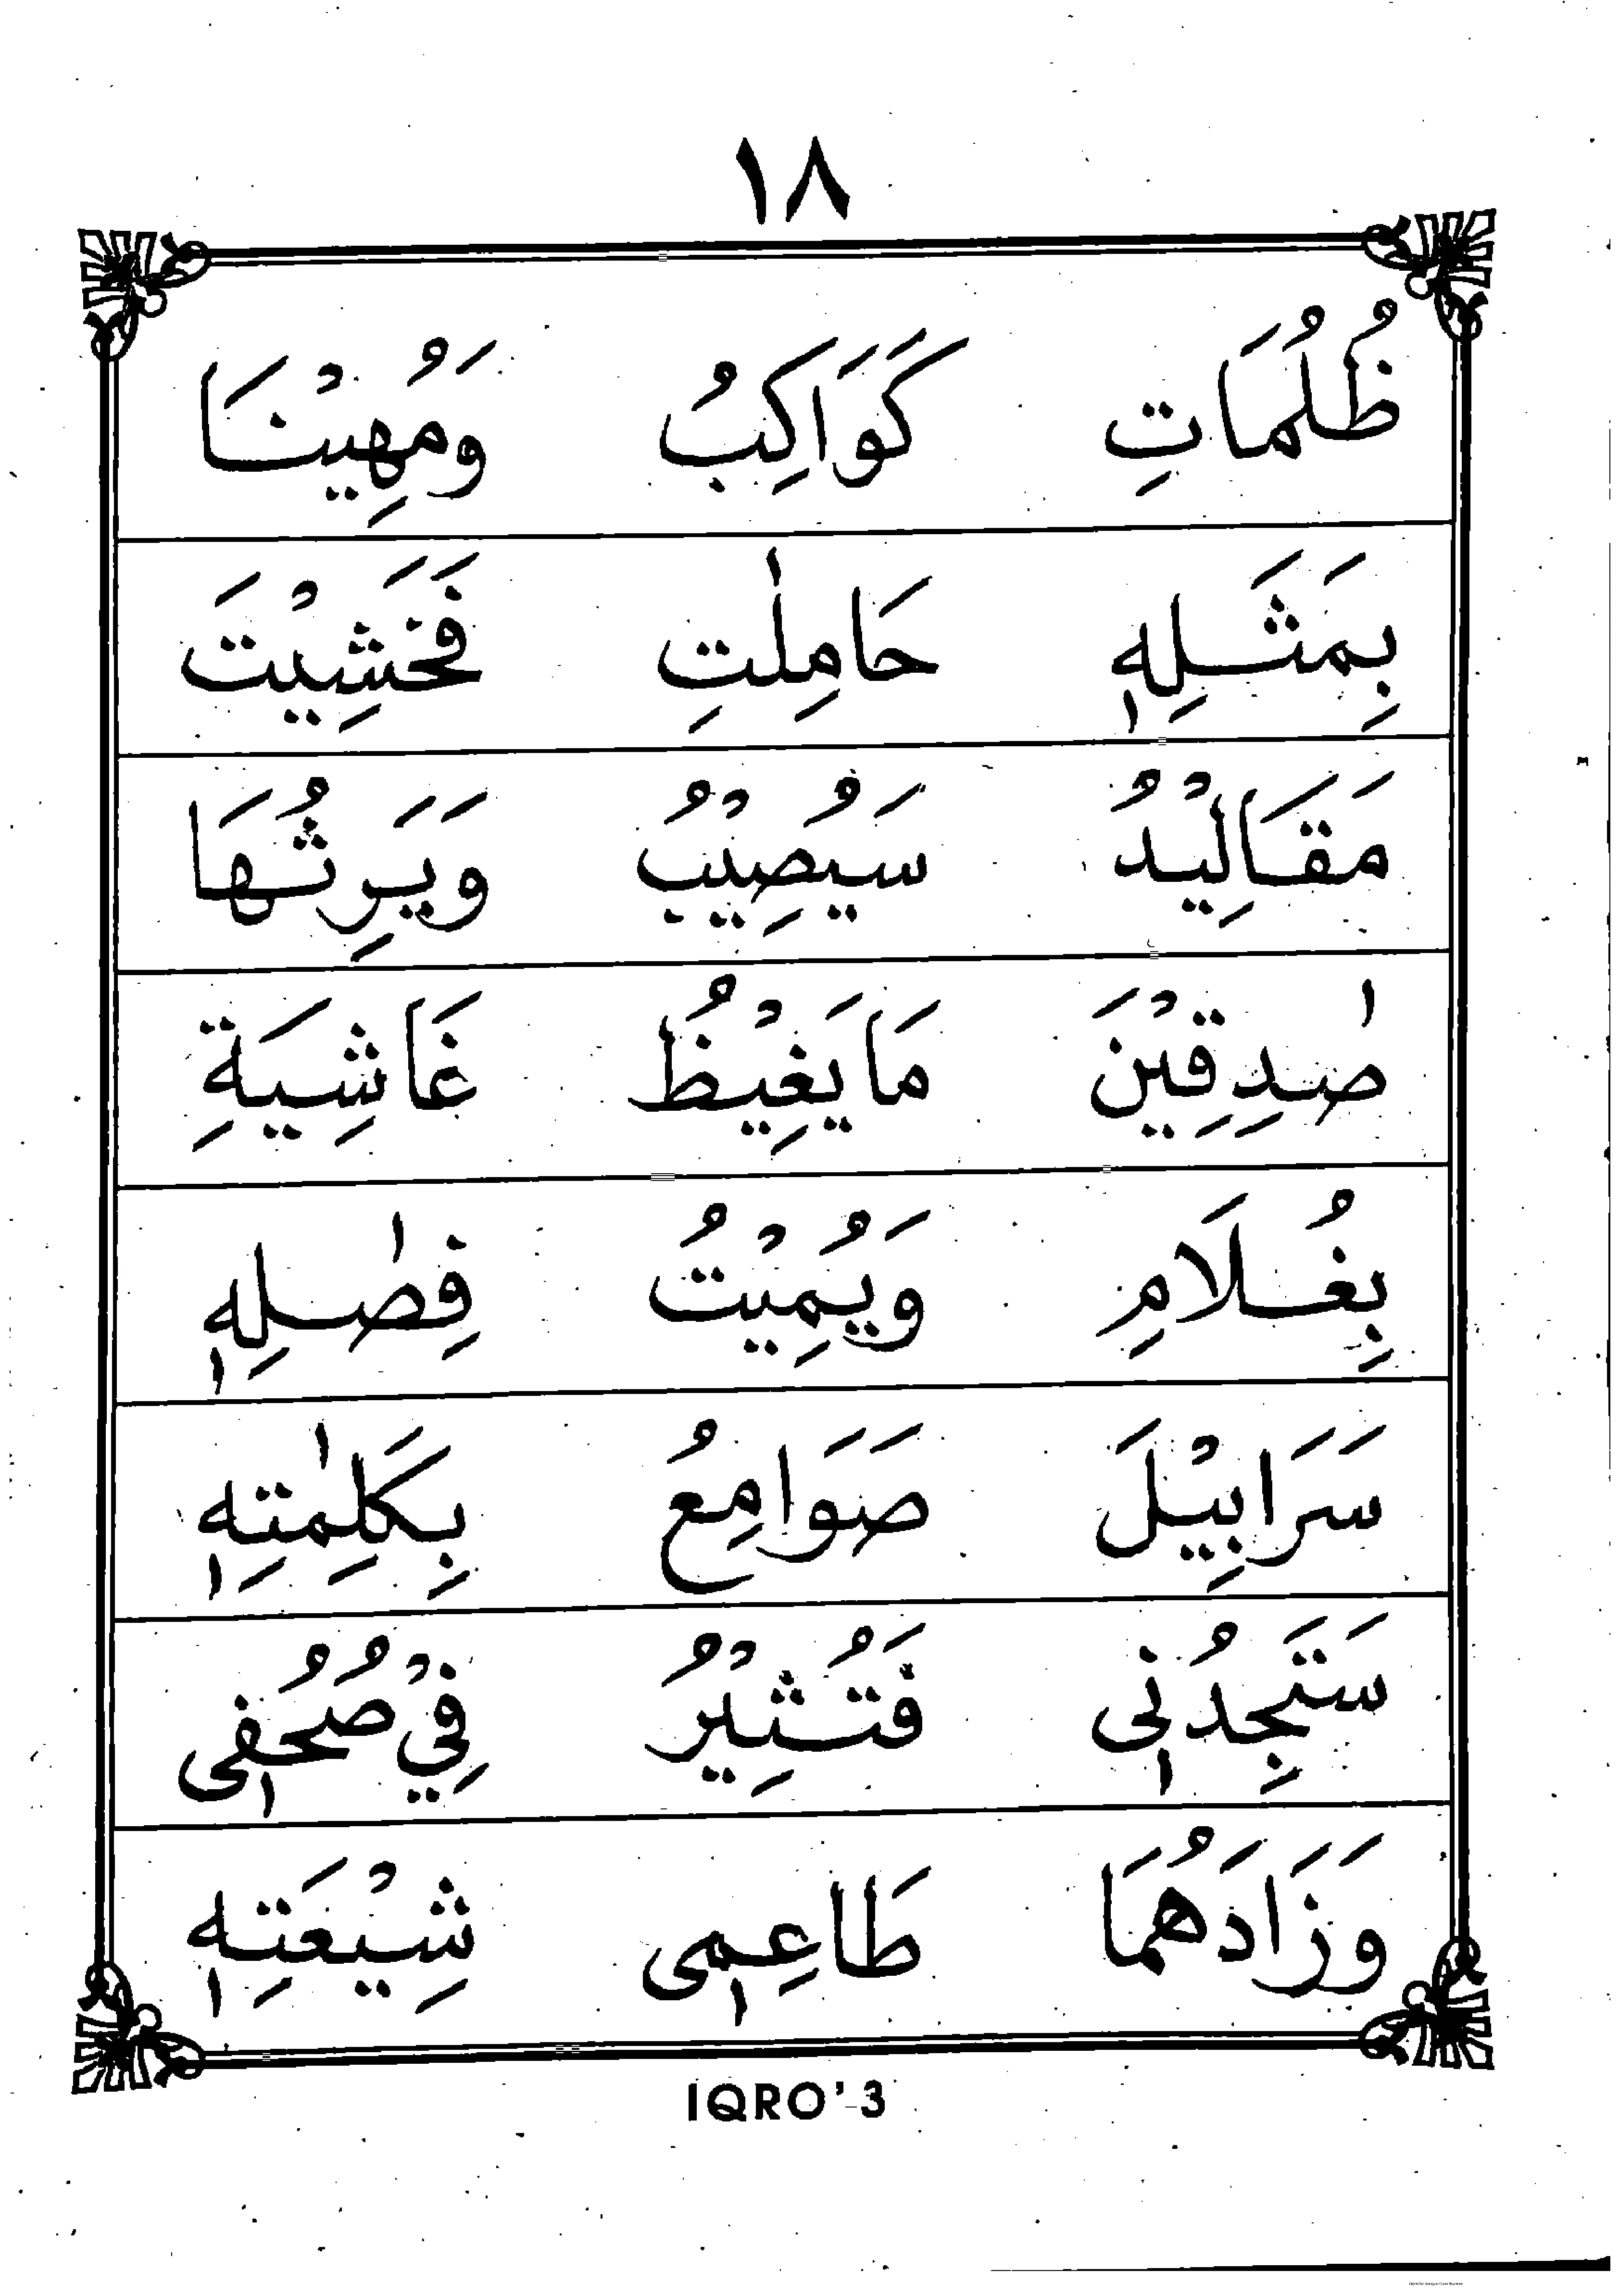 ١٨
ظُلُمَاتِ كَوَاكِبُ وَمُهِيْنَا
بِمَثَلِهٖ حَامِلٰتِ فَخَشِيْتَ
مَقَالِيْدُ سَيُصِيْبُ وَيَرِثُهَا
صٰدِقِيْنَ مَايَغِيْظُ غَاشِيَةِ
بِغُلَامِ وَيُمِيْتُ فِصٰلِهٖ
سَرَابِيْلَ صَوَامِعُ بِكَلِمٰتِهٖ
سَتَجِدُنٖى فَتُثِيْرُ فِيْ صُحُفٖى
وَزَادَهُمَا طَاعِمٖى شِيْعَتِهٖ
IQRO'-3